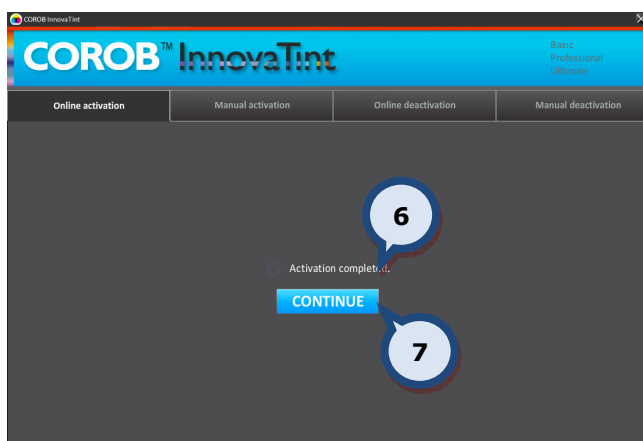 COROB InnovaTint
COROB™ InnovaTint
Basic
Professional
Ultimate
Online activation
Manual activation
Online deactivation
Manual deactivation
6
Activation completed.
CONTINUE
7